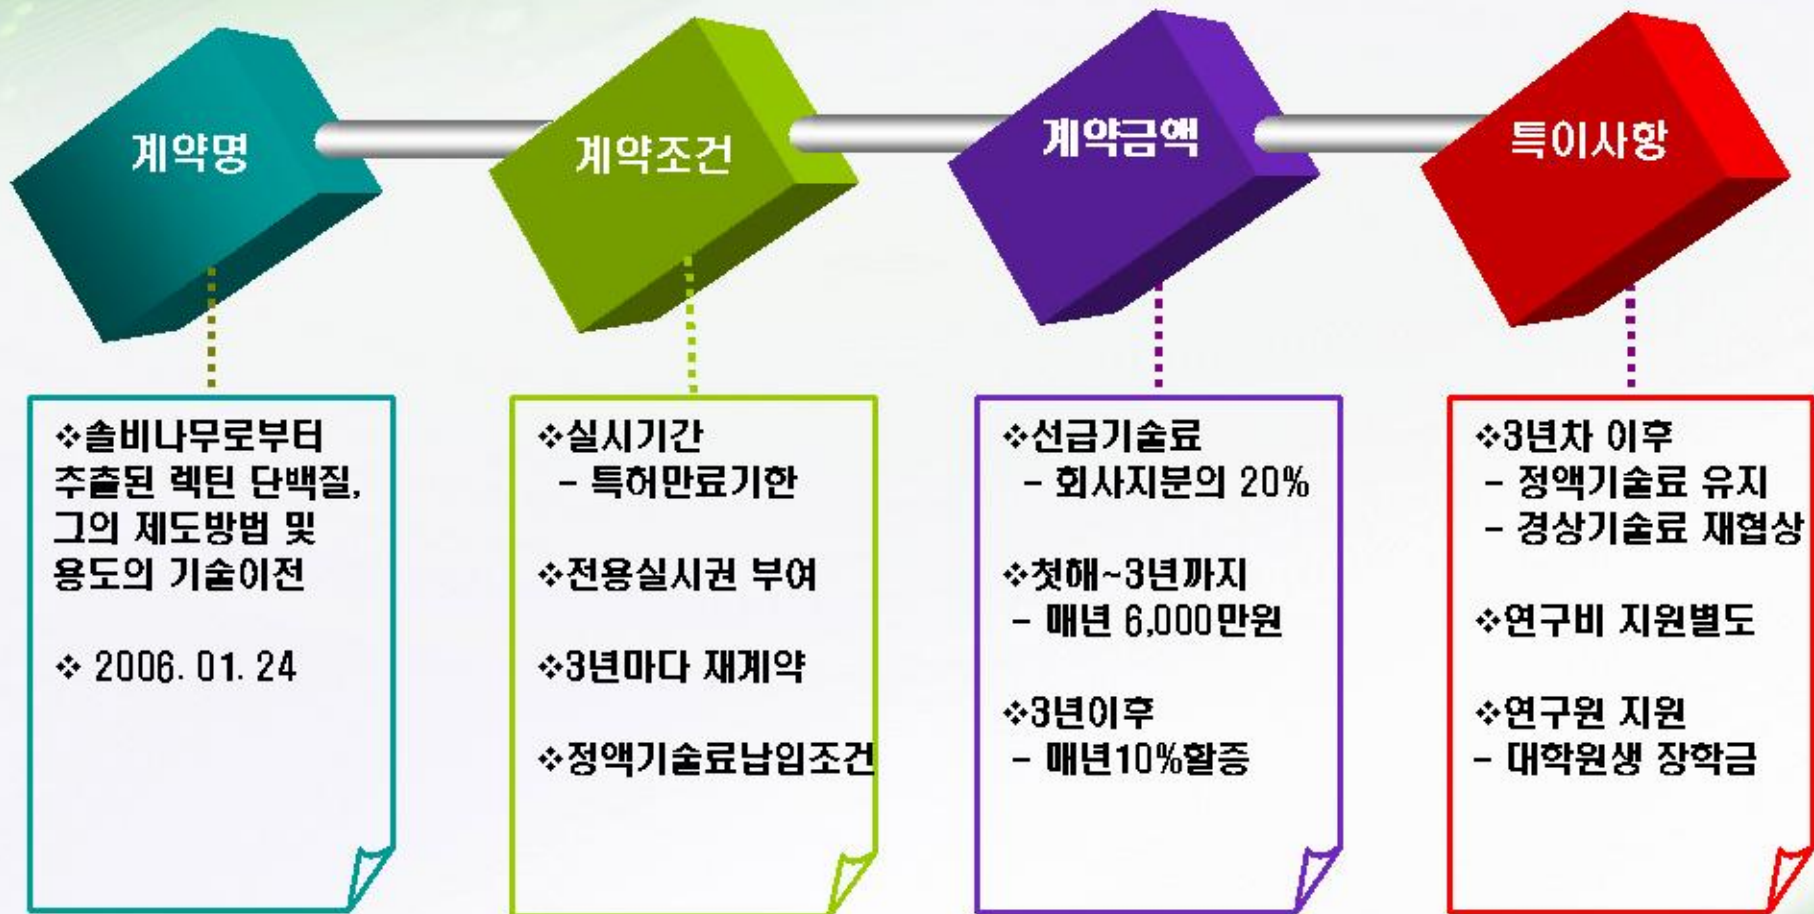 계약명
❖솔비나무로부터
추출된 렉틴 단백질,
그의 제도방법 및
용도의 기술이전
❖ 2006. 01. 24
계약조건
❖실시기간
- 특허만료기한
❖전용실시권 부여
❖3년마다 재계약
❖정액기술료납입조건
계약금액
❖선급기술료
- 회사지분의 20%
❖첫해~3년까지
- 매년 6,000만원
❖3년이후
- 매년10%할증
특이사항
❖3년차 이후
- 정액기술료 유지
- 경상기술료 재협상
❖연구비 지원별도
❖연구원 지원
- 대학원생 장학금